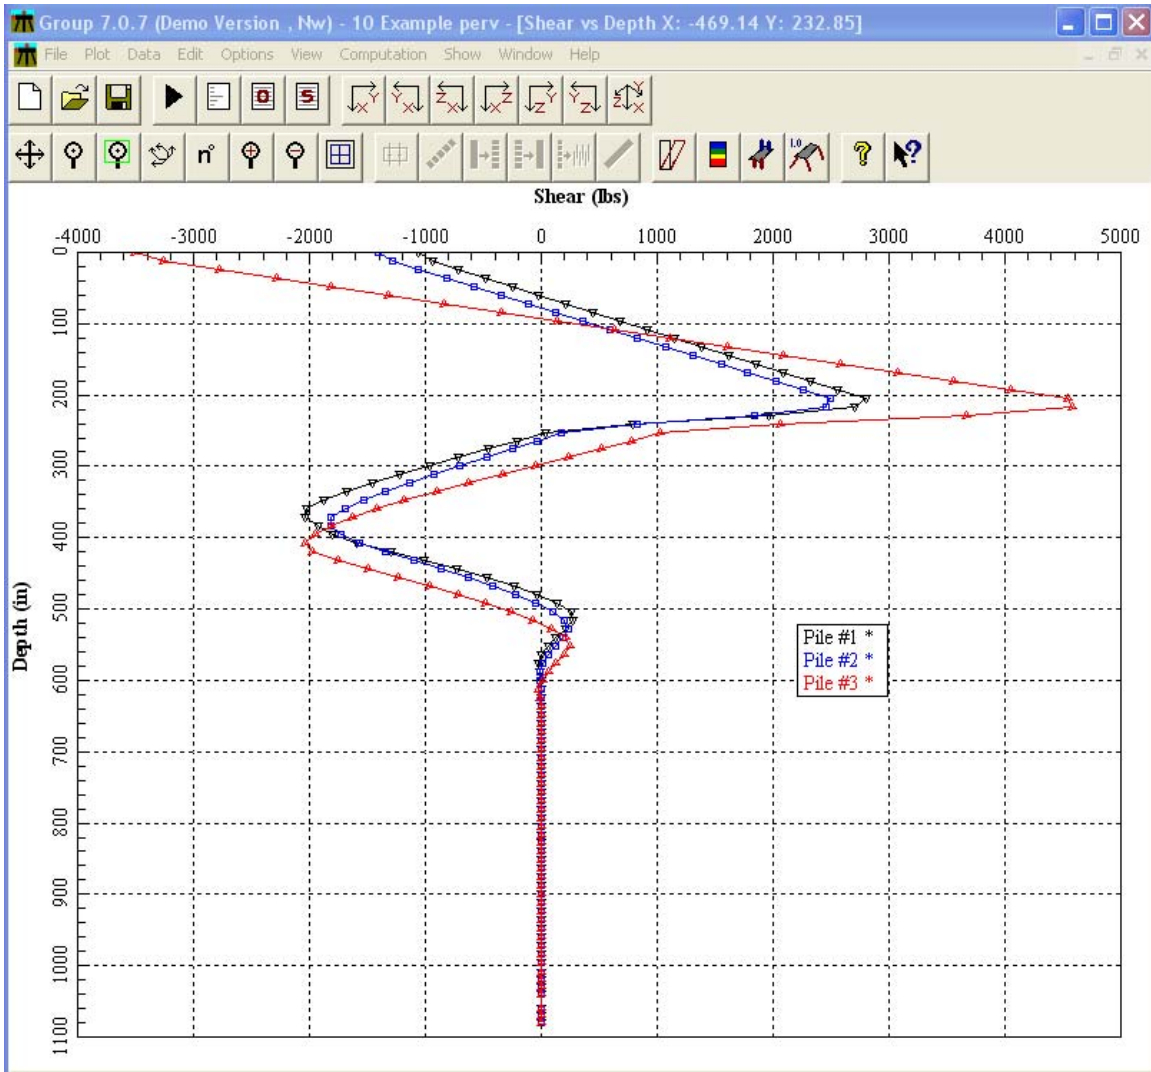 Group 7.0.7 (Demo Version , Nw) - 10 Example perv - [Shear vs Depth X: -469.14 Y: 232.85]
File Plot Data Edit Options View Computation Show Window Help
O S X Y Y X Z X X Z Z Y Y Z Z Y X
n° 1.0 ? ?
Shear (lbs)
-4000 -3000 -2000 -1000 0 1000 2000 3000 4000 5000
0
100
200
300
400
500
600
700
800
900
1000
1100
Depth (in)
Pile #1 *
Pile #2 *
Pile #3 *